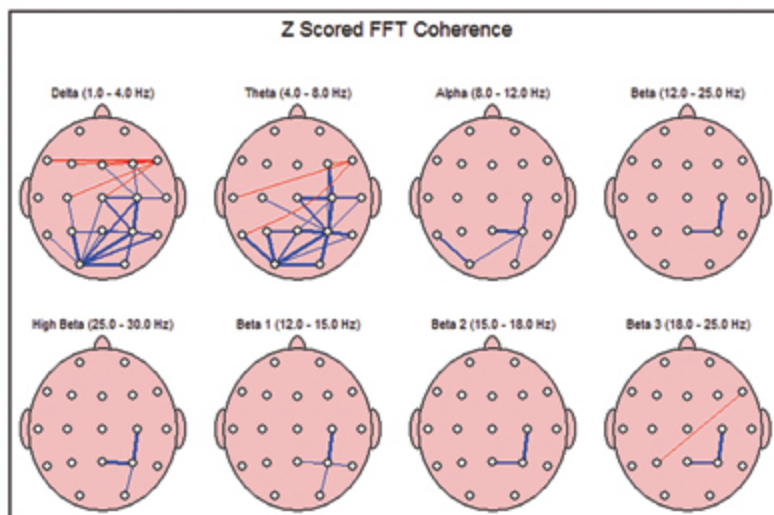 Z Scored FFT Coherence
Delta (1.0 - 4.0 Hz)
Theta (4.0 - 8.0 Hz)
Alpha (8.0 - 12.0 Hz)
Beta (12.0 - 25.0 Hz)
High Beta (25.0 - 30.0 Hz)
Beta 1 (12.0 - 15.0 Hz)
Beta 2 (15.0 - 18.0 Hz)
Beta 3 (18.0 - 25.0 Hz)